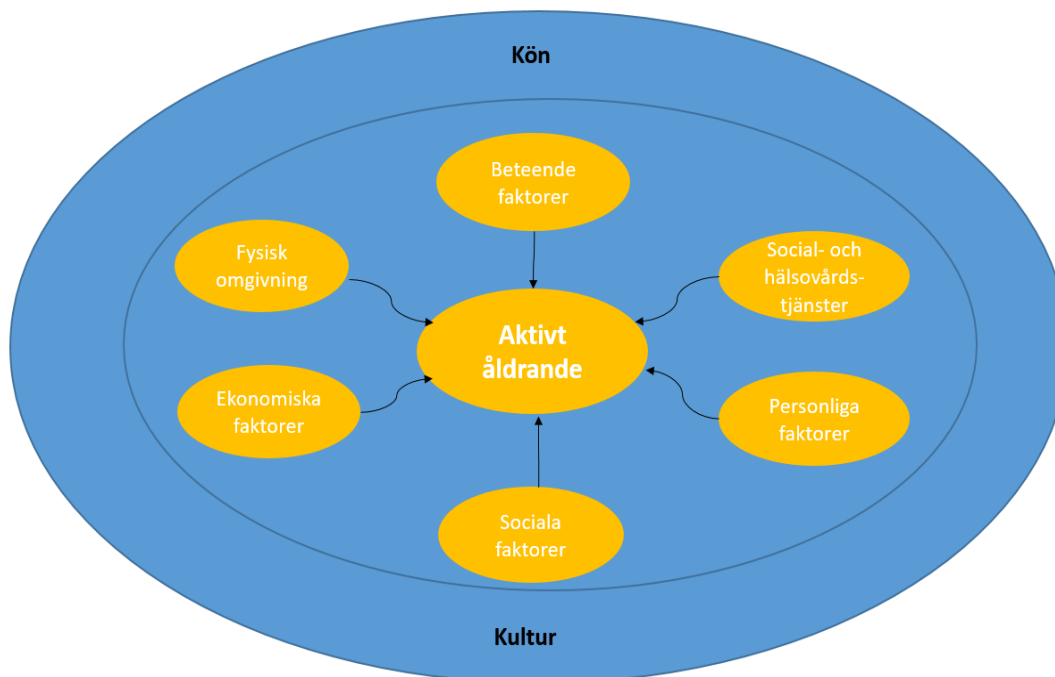 Kön
Beteende
faktorer
Fysisk
omgivning
Social- och
hälsovårds-
tjänster
Aktivt
åldrande
Ekonomiska
faktorer
Personliga
faktorer
Sociala
faktorer
Kultur